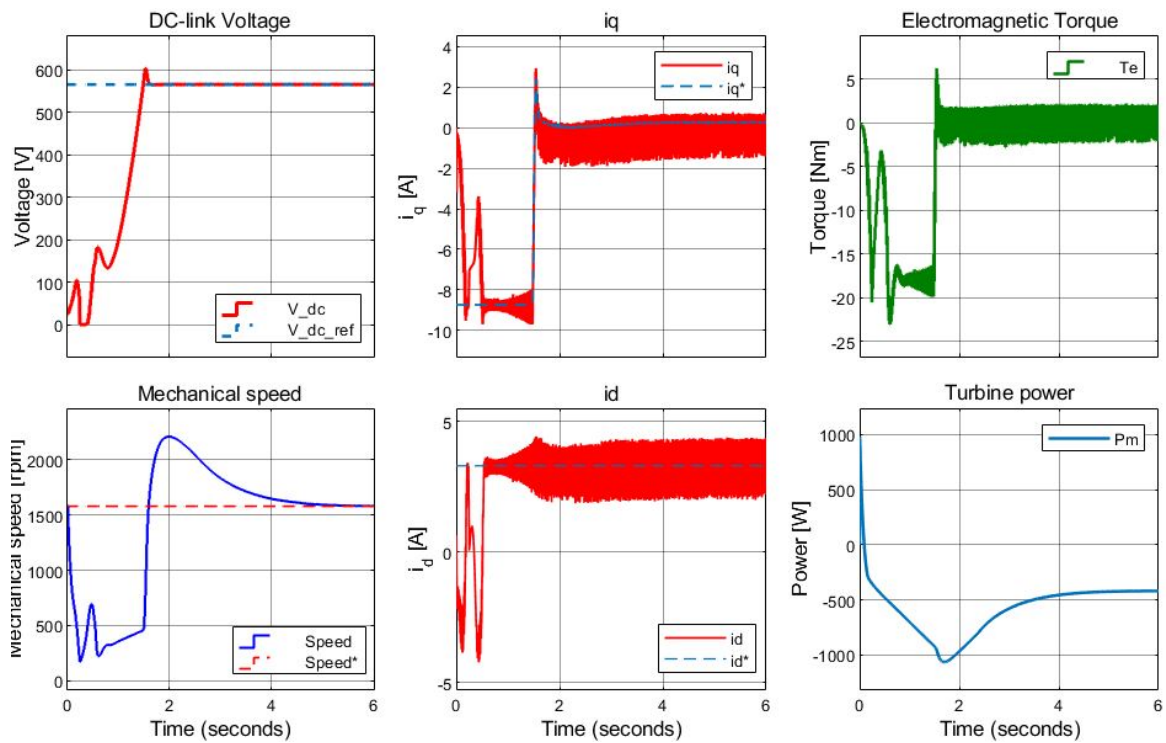 DC-link Voltage
Voltage [V]
600
500
400
300
200
100
0
V_dc
V_dc_ref
iq
i_q [A]
4
2
0
-2
-4
-6
-8
-10
iq
iq*
Electromagnetic Torque
Torque [Nm]
5
0
-5
-10
-15
-20
-25
Te
Mechanical speed
Mechanical speed [rpm]
2000
1500
1000
500
0
Speed
Speed*
0 2 4 6
Time (seconds)
id
i_d [A]
5
0
-5
id
id*
0 2 4 6
Time (seconds)
Turbine power
Power [W]
1000
500
0
-500
-1000
Pm
0 2 4 6
Time (seconds)